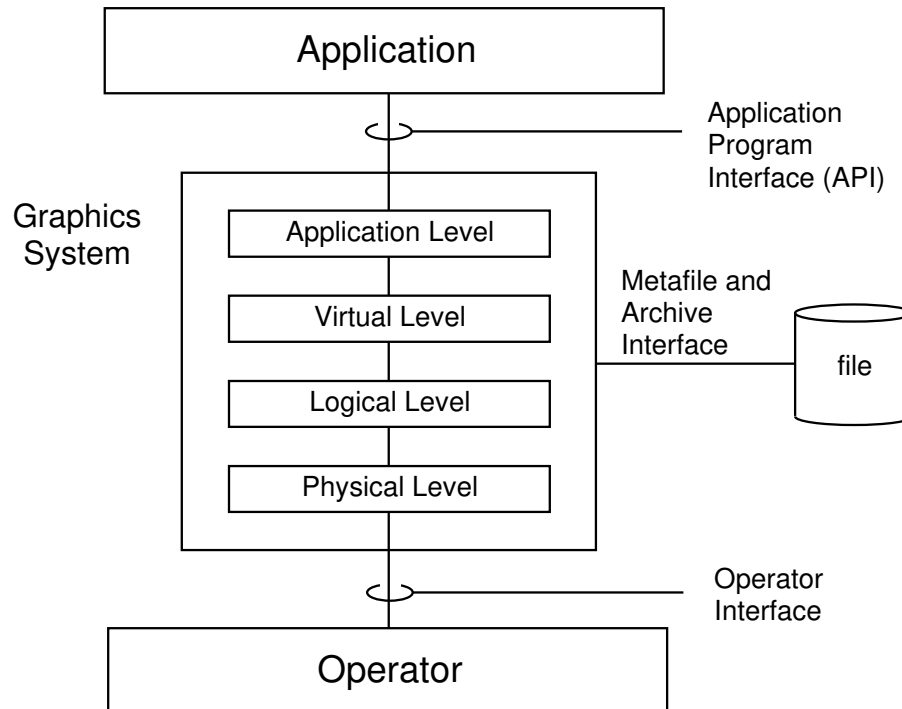 Application
Application
Program
Interface (API)
Graphics
System
Application Level
Virtual Level
Logical Level
Physical Level
Metafile and
Archive
Interface
file
Operator
Interface
Operator